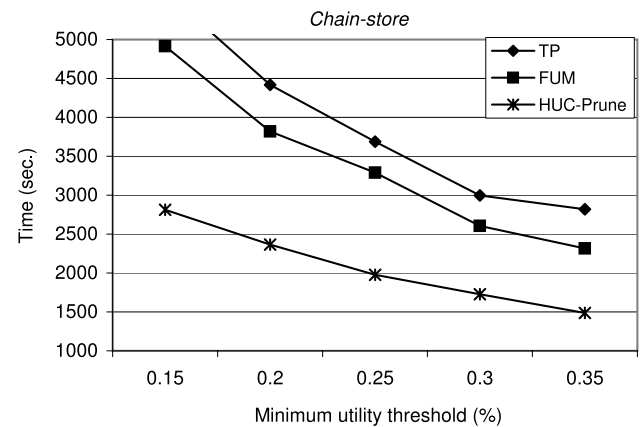 Chain-store
5000
4500
4000
3500
3000
2500
2000
1500
1000
Time (sec.)
TP
FUM
HUC-Prune
0.15 0.2 0.25 0.3 0.35
Minimum utility threshold (%)